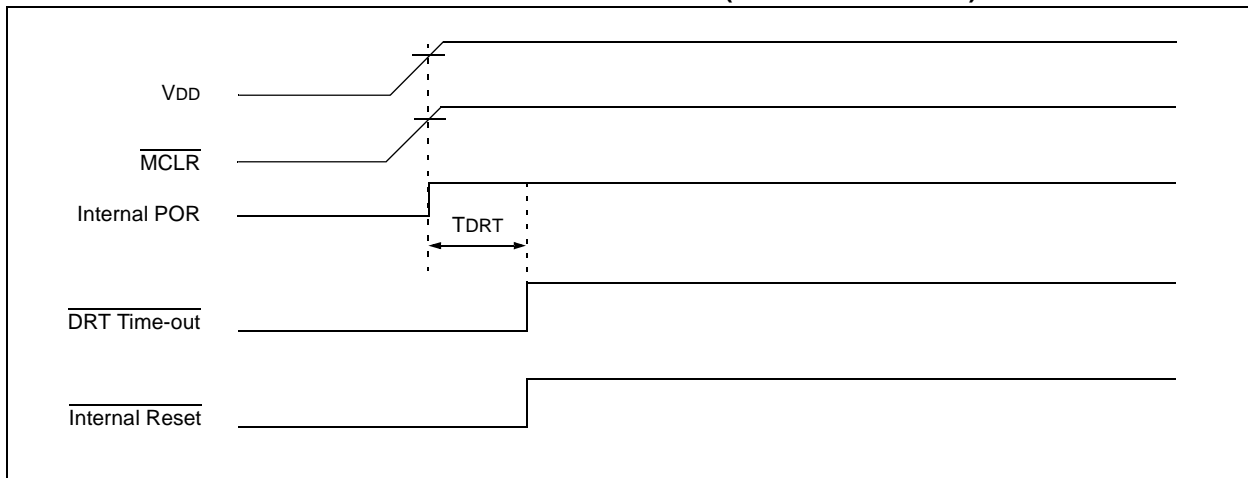 VDD
MCLR
Internal POR
TDRT
DRT Time-out
Internal Reset